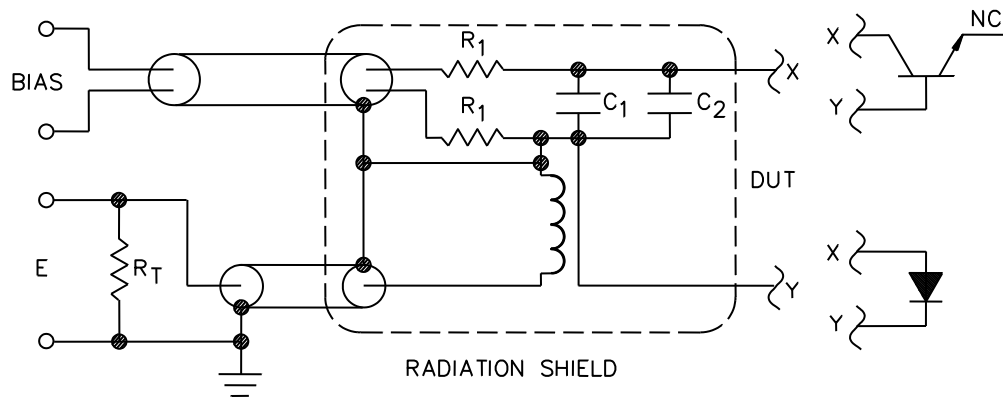 NC
R1
X
X
BIAS
C1
C2
Y
R1
DUT
X
E
RT
Y
Y
RADIATION SHIELD